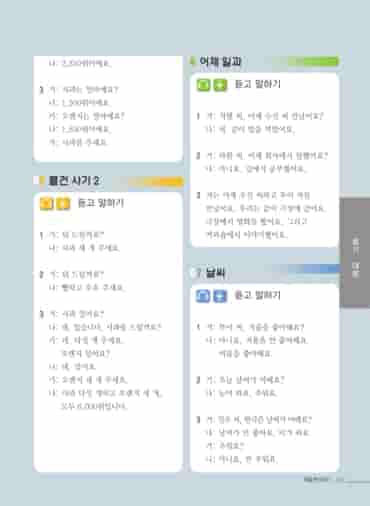 나: 2,200원이에요.
3 가: 사과는 얼마예요?
나: 1,200원이에요.
가: 오렌지는 얼마예요?
나: 1,800원이에요.
가: 사과를 주세요.
물건 사기 2
듣고 말하기
1 가: 뭐 드릴까요?
나: 사과 세 개 주세요.
2 가: 뭐 드릴까요?
나: 빵하고 우유 주세요.
3 가: 사과 있어요?
나: 네, 있습니다. 사과를 드릴까요?
가: 네, 다섯 개 주세요.
오렌지 있어요?
나: 네, 있어요.
가: 오렌지 세 개 주세요.
나: 사과 다섯 개하고 오렌지 세 개,
모두 6,000원입니다.
어제 일과
듣고 말하기
1 가: 씨, 어제 수진 씨 만났어요?
나: 네, 같이 밥을 먹었어요.
2 가: 씨, 어제 회사에서 일했어요?
나: 아니요, 집에서 공부했어요.
3 저는 어제 수진 씨하고 투이 씨를
만났어요. 우리는 같이 극장에 갔어요.
극장에서 영화를 봤어요. 그리고
커피숍에서 이야기했어요.
7 날씨
듣고 말하기
1 가: 투이 씨, 겨울을 좋아해요?
나: 아니요, 겨울을 안 좋아해요.
여름을 좋아해요.
2 가: 오늘 날씨가 어때요?
나: 눈이 와요. 추워요.
3 가: 민수 씨, 한국은 날씨가 어때요?
나: 날씨가 안 좋아요. 비가 와요.
가: 추워요?
나: 아니요, 안 추워요.
듣기 대본